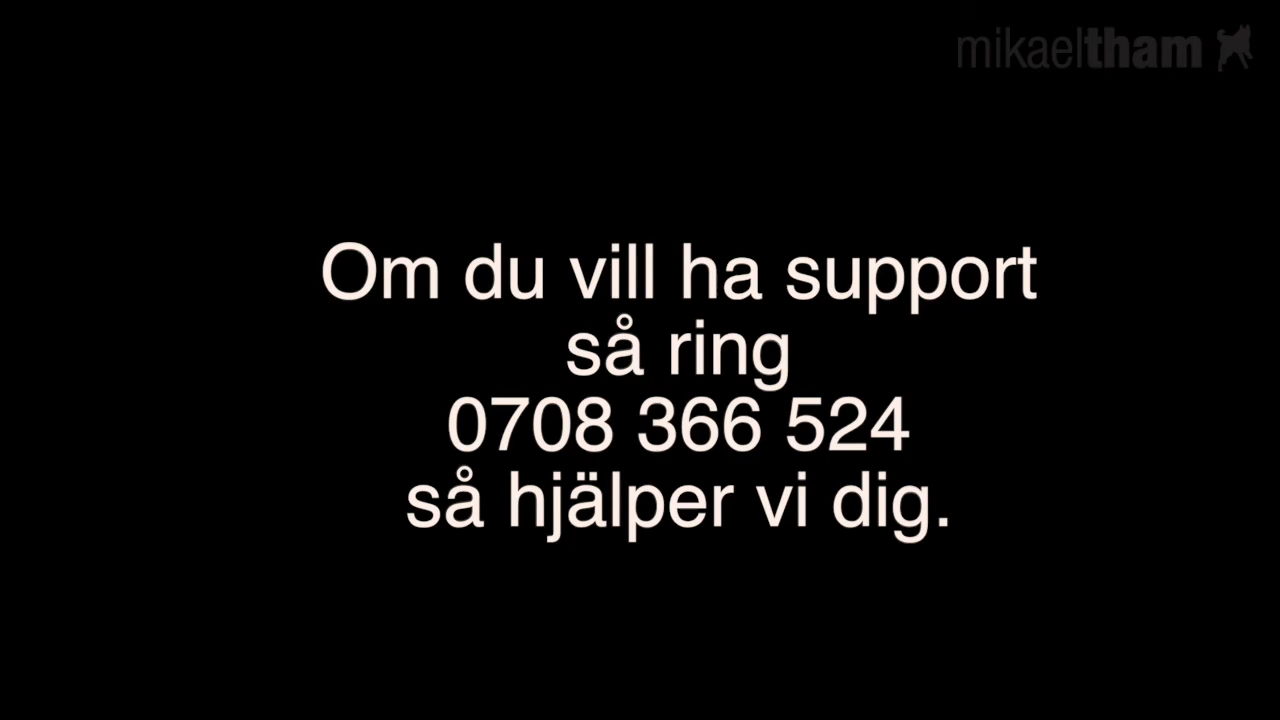 mikaeltham
Om du vill ha support
så ring
0708 366 524
så hjälper vi dig.